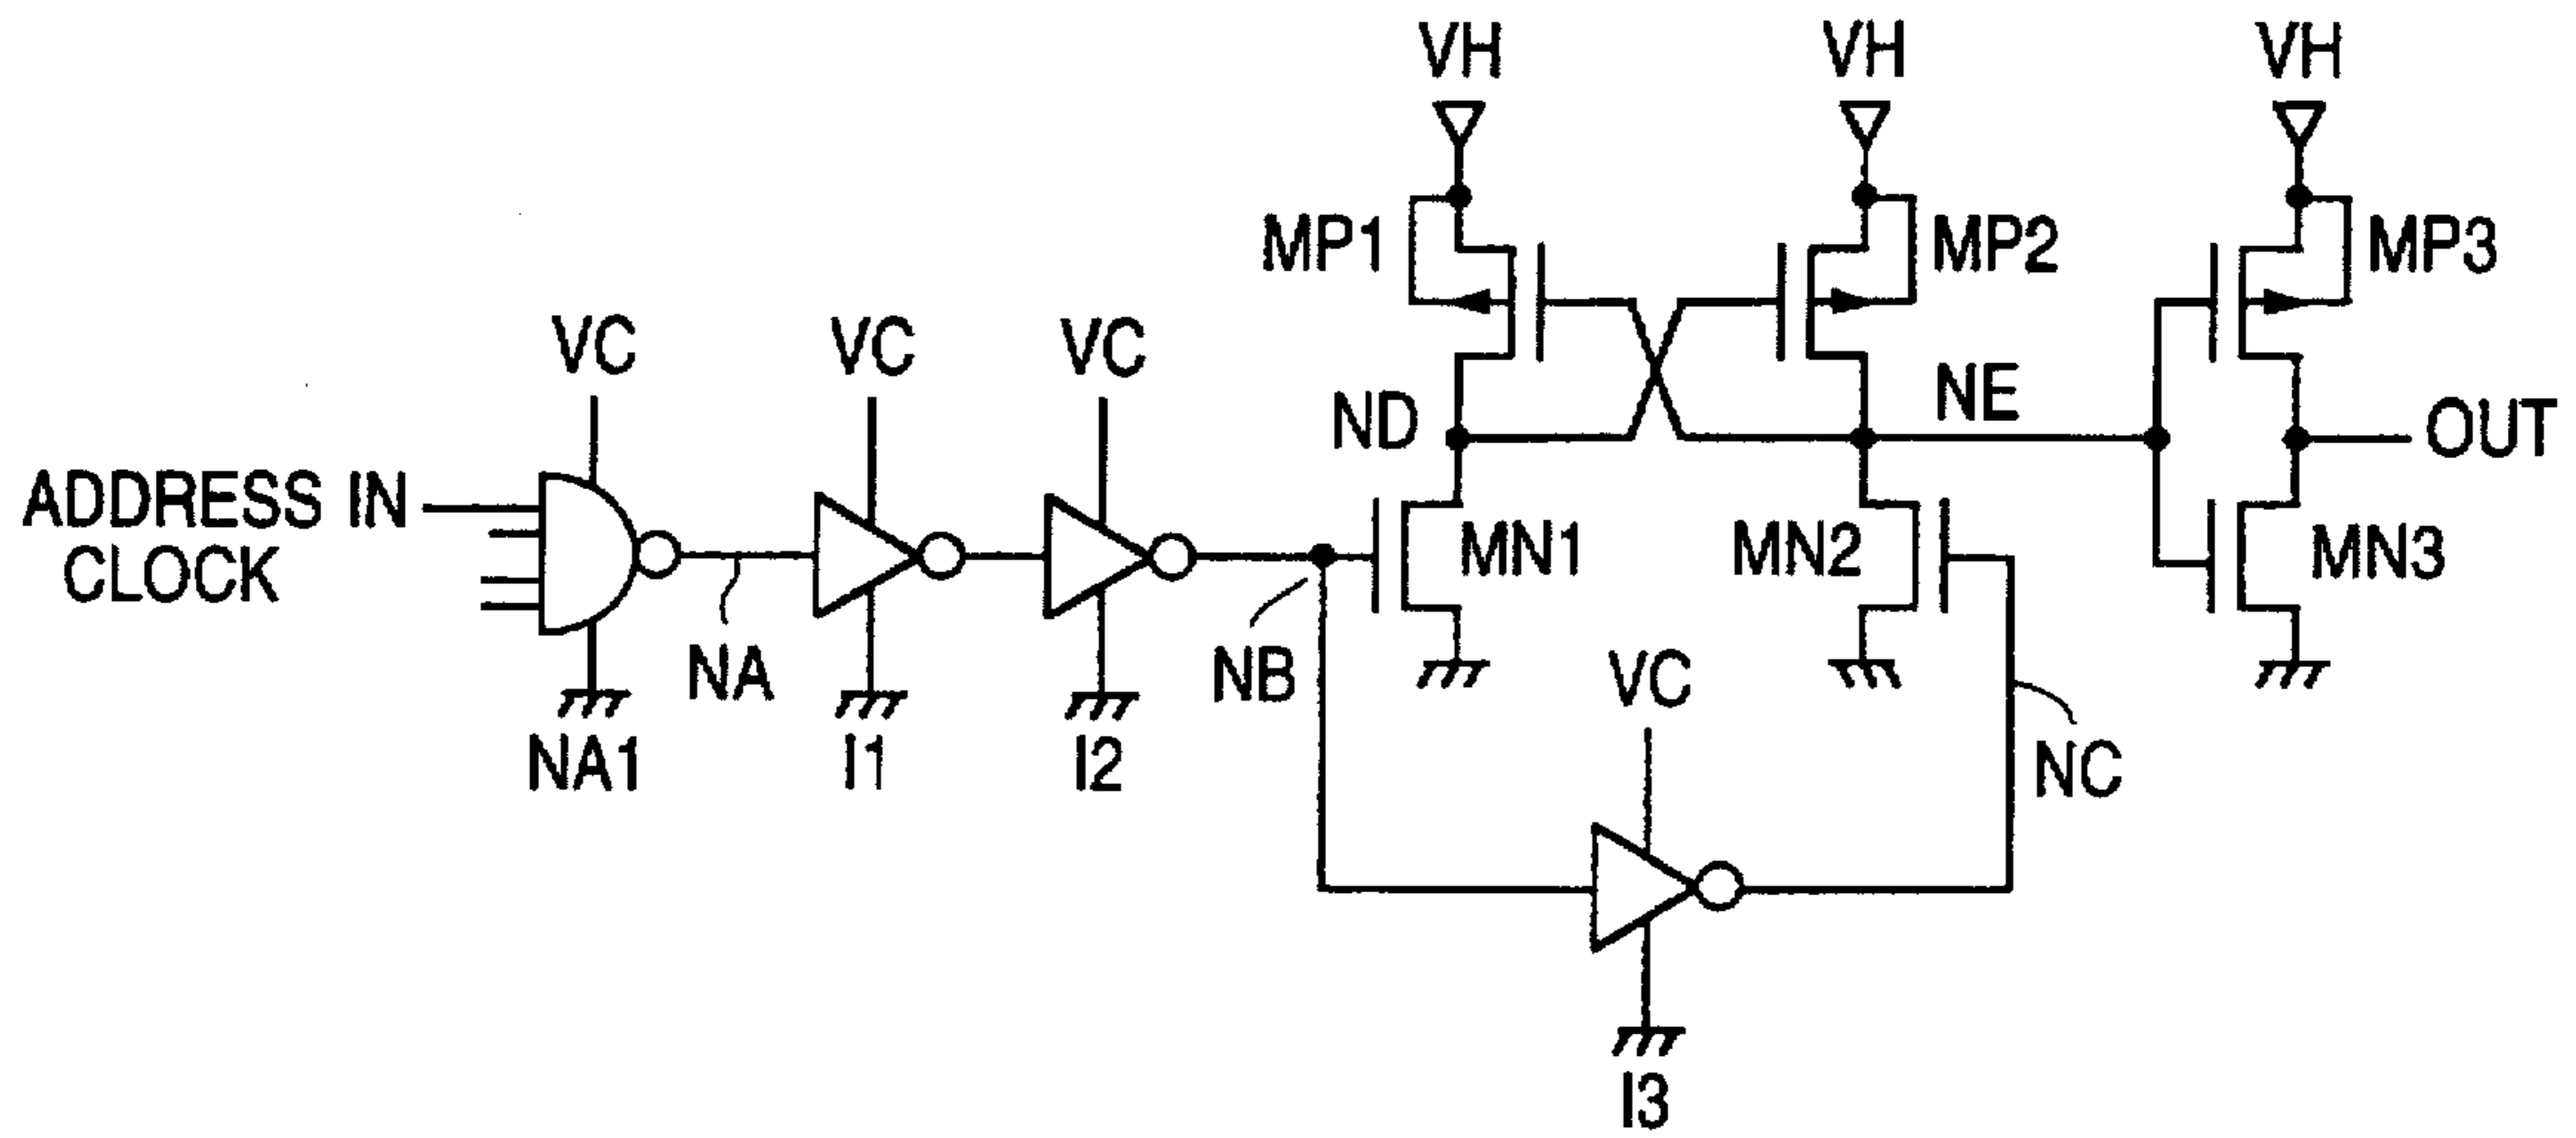 VH
VH
VH
MP1
MP2
MP3
VC
VC
VC
ND
NE
OUT
ADDRESS IN
CLOCK
MN1
MN2
MN3
NA
NB
VC
NC
NA1
I1
I2
I3